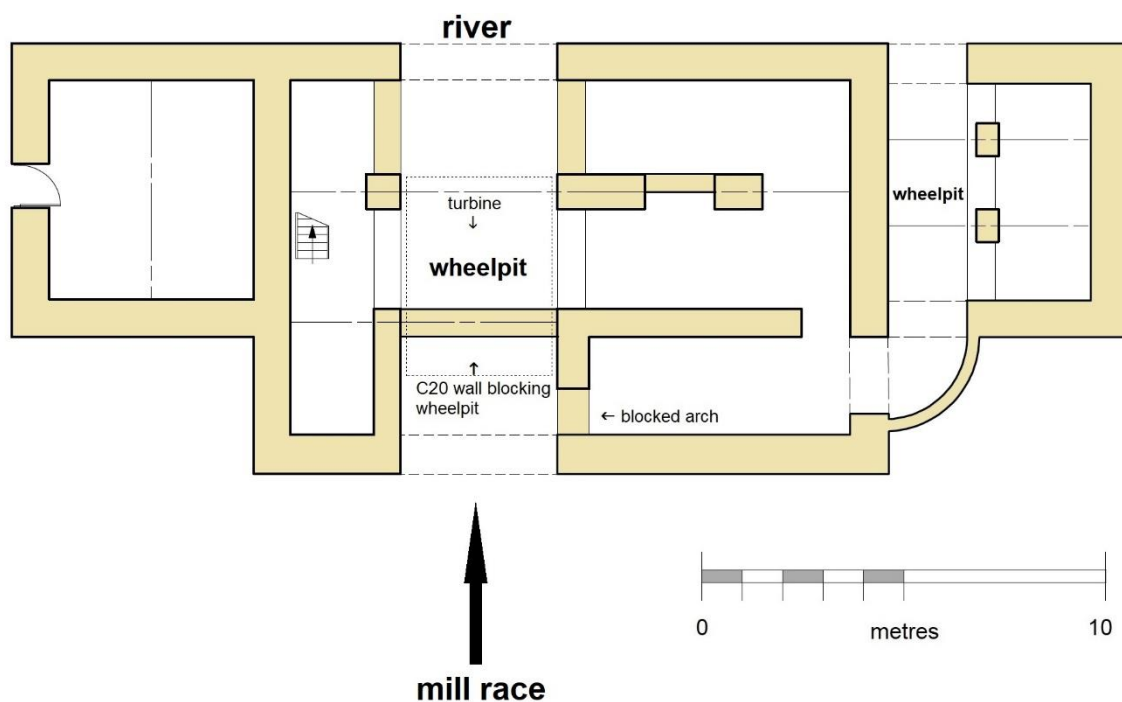 river
turbine
↓
wheelpit
wheelpit
↑
C20 wall blocking
wheelpit
← blocked arch
0 metres 10
mill race